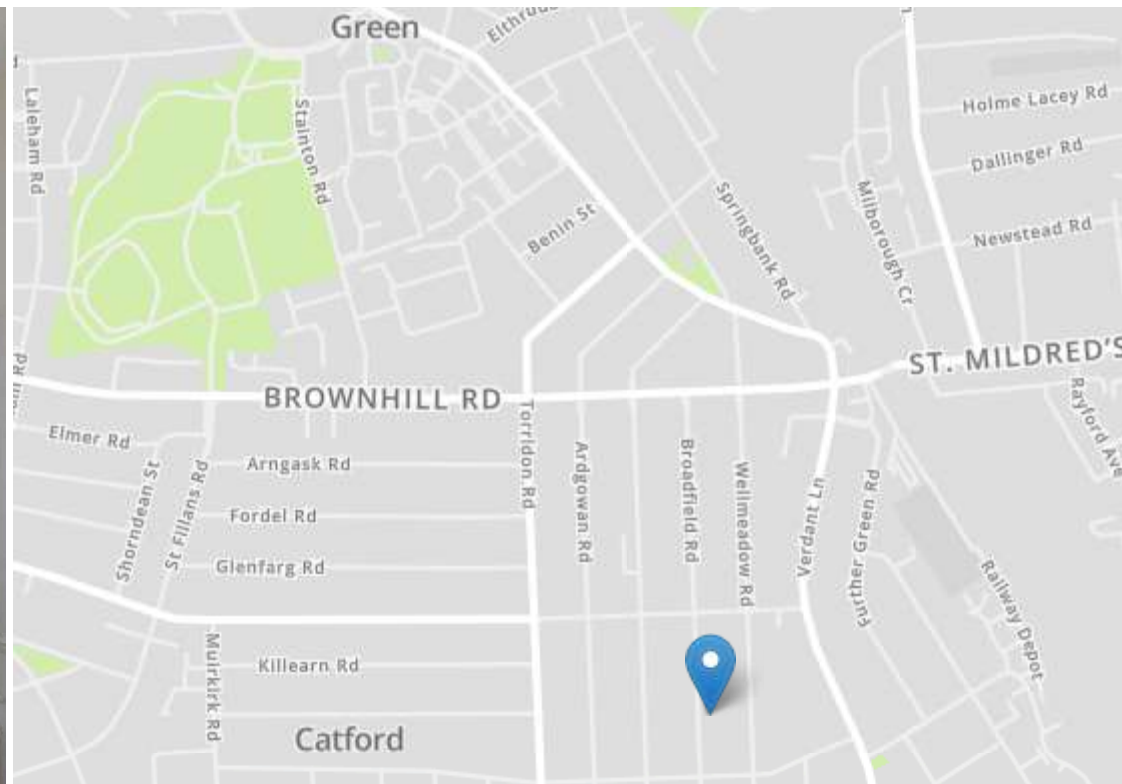 Green
Elthrud
Laleham Rd
Stainton Rd
Holme Lacey Rd
Dallinger Rd
Springbank Rd
Milborough Cr
Benin St
Newstead Rd
ST. MILDRED'S
BROWNHILL RD
Rayford Ave
Elmer Rd
Arngask Rd
Torridon Rd
Ardgowan Rd
Broadfield Rd
Wellmeadow Rd
Verdant Ln
Further Green Rd
Shorndean St
St Fillans Rd
Fordel Rd
Glenfarg Rd
Railway Depot
Muirkirk Rd
Killearn Rd
Catford